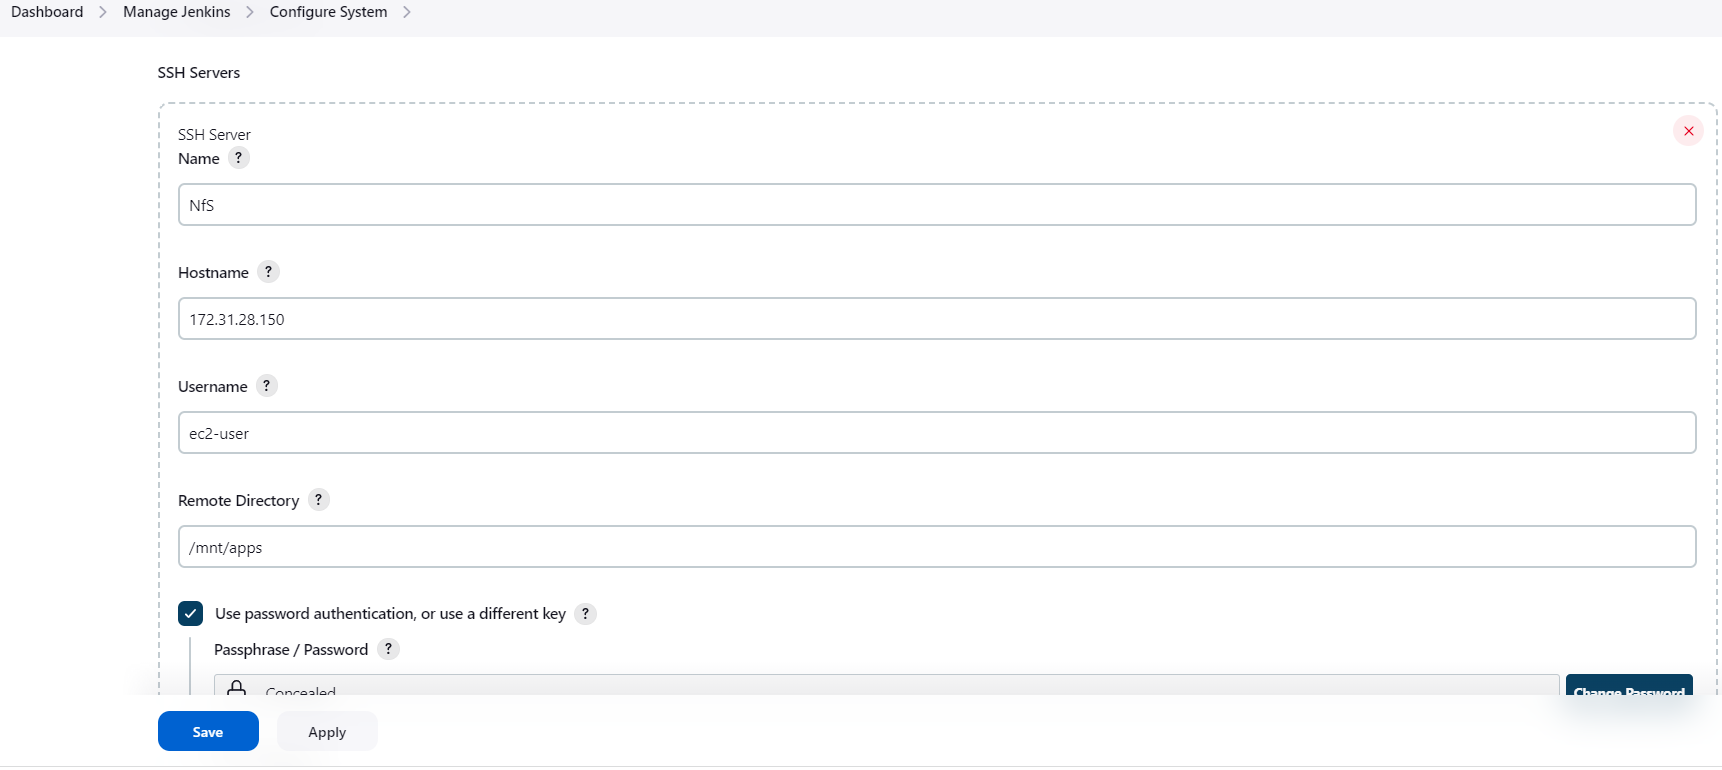 Dashboard > Manage Jenkins > Configure System >
SSH Servers
SSH Server
Name ?
NfS
Hostname ?
172.31.28.150
Username ?
ec2-user
Remote Directory ?
/mnt/apps
Use password authentication, or use a different key ?
Passphrase / Password ?
Concealed Change Password
Save Apply